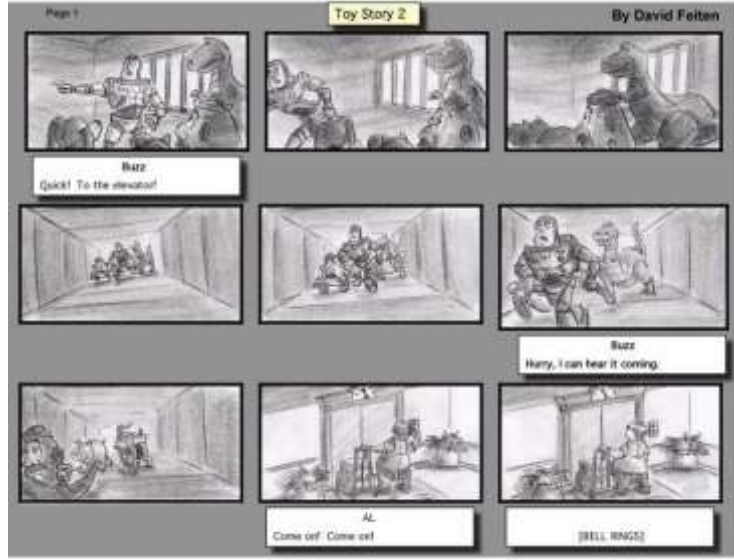 Page 1
Toy Story 2
By David Feiten
Buzz
Quick! To the elevator!
Buzz
Hurry, I can hear it coming.
AL
Come on! Come on!
[BELL RINGS]